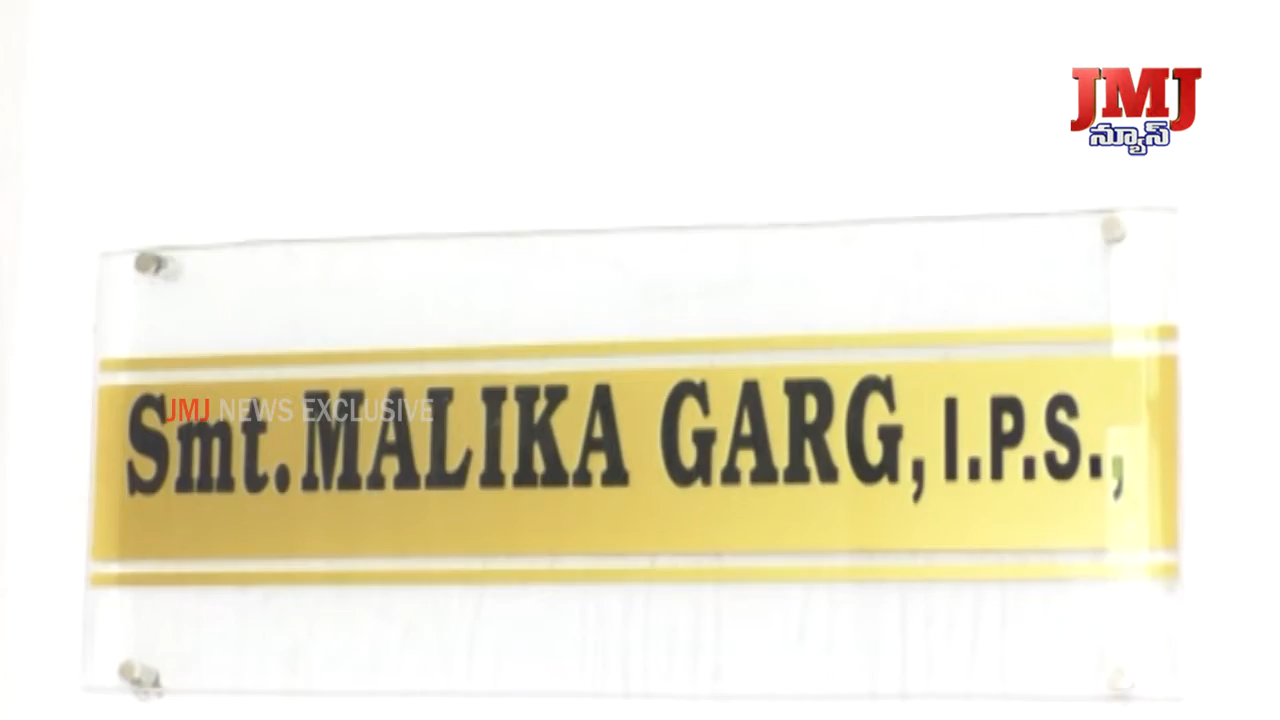 JMJ
న్యూస్
Smt. MALIKA GARG, I.P.S.,
JMJ NEWS EXCLUSIVE